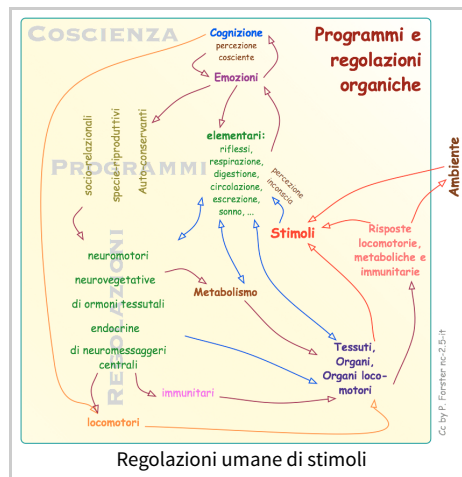 COSCIENZA
Cognizione
percezione
cosciente
Emozioni
Programmi e
regolazioni
organiche
PROGRAMMI
socio-relazionali
specie-riproduttivi
Auto-conservanti
elementari:
riflessi,
respirazione,
digestione,
circolazione,
escrezione,
sonno, ...
percezione
inconscia
Ambiente
Stimoli
Risposte
locomotorie,
metaboliche e
immunitarie
REGOLAZIONI
neuromotori
neurovegetative
di ormoni tessutali
endocrine
di neuromessaggeri
centrali
Metabolismo
Tessuti,
Organi,
Organi loco-
motori
immunitari
locomotori
Cc by P. Forster nc-2.5-it
Regolazioni umane di stimoli